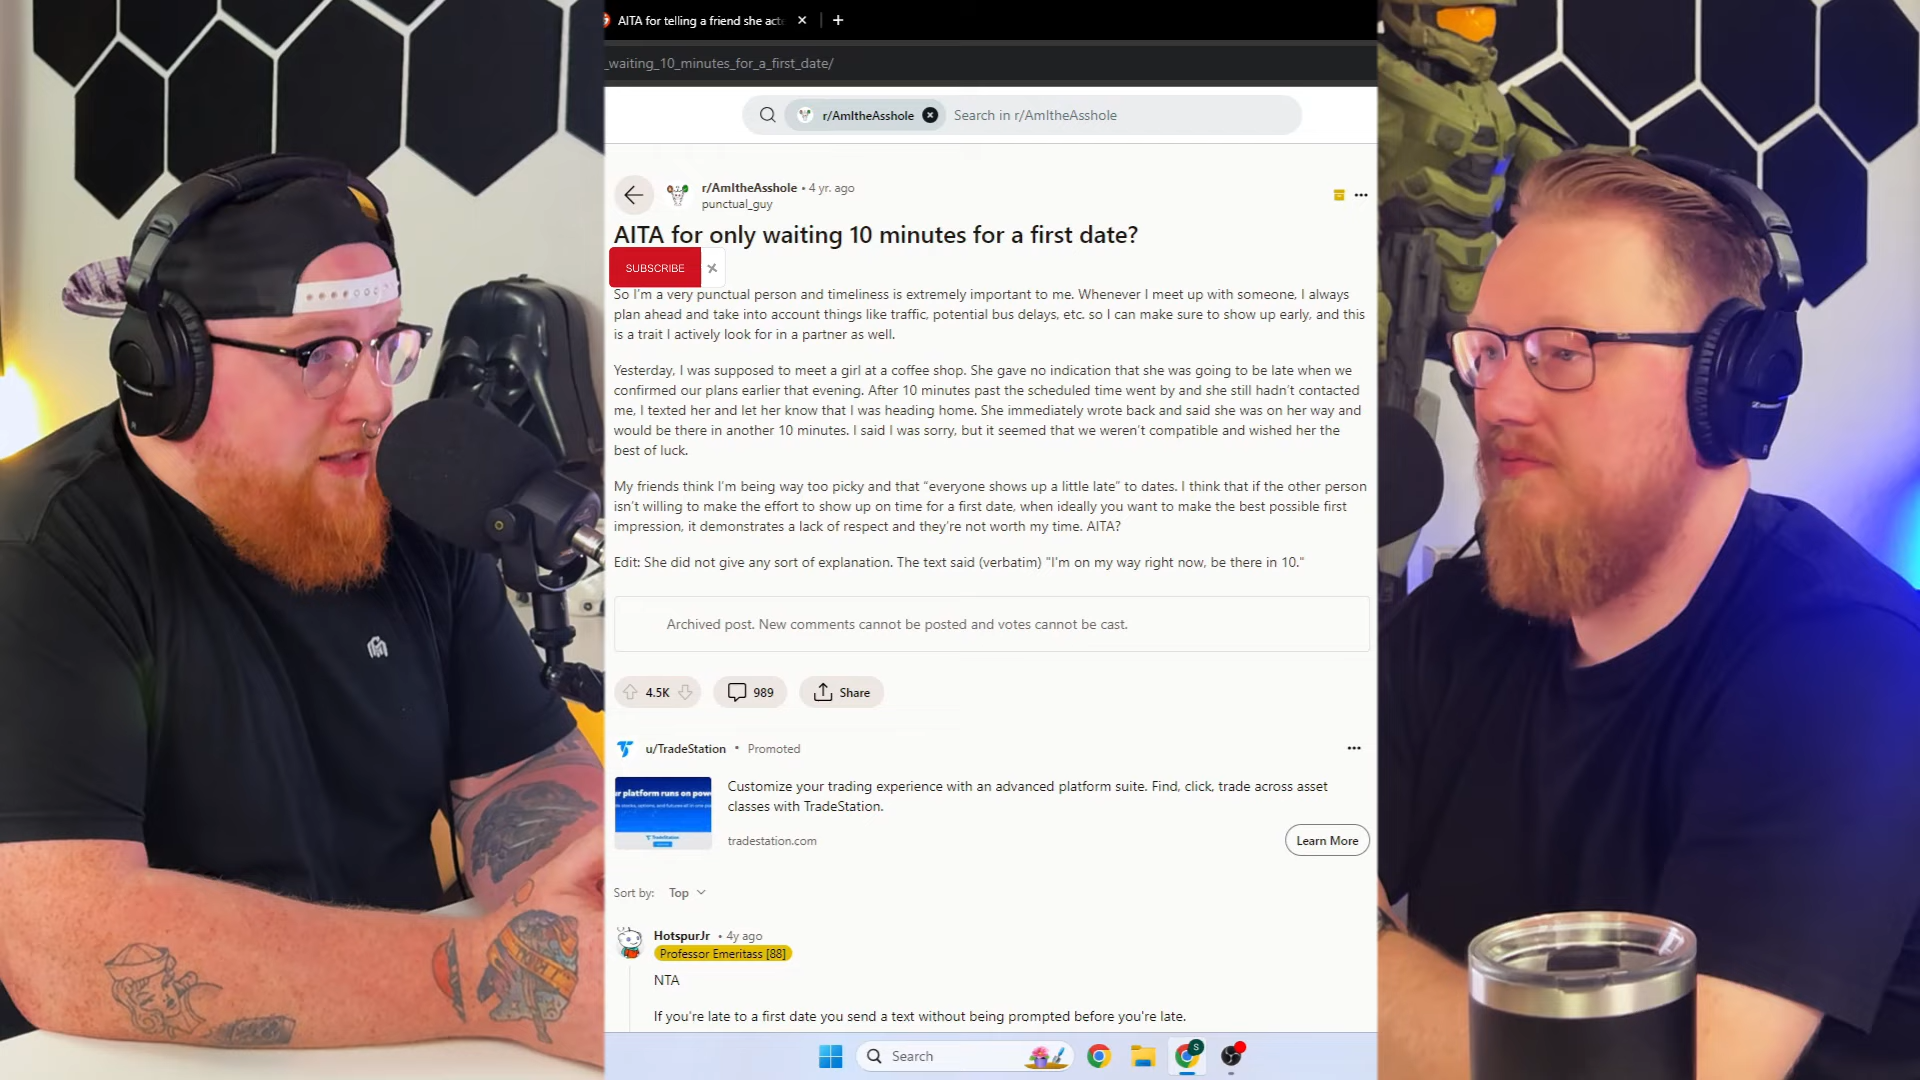 AITA for telling a friend she act
_waiting_10_minutes_for_a_first_date/
r/AmItheAsshole Search in r/AmItheAsshole
r/AmItheAsshole • 4 yr. ago
punctual_guy
AITA for only waiting 10 minutes for a first date?
SUBSCRIBE
So I'm a very punctual person and timeliness is extremely important to me. Whenever I meet up with someone, I always
plan ahead and take into account things like traffic, potential bus delays, etc. so I can make sure to show up early, and this
is a trait I actively look for in a partner as well.
Yesterday, I was supposed to meet a girl at a coffee shop. She gave no indication that she was going to be late when we
confirmed our plans earlier that evening. After 10 minutes past the scheduled time went by and she still hadn't contacted
me, I texted her and let her know that I was heading home. She immediately wrote back and said she was on her way and
would be there in another 10 minutes. I said I was sorry, but it seemed that we weren't compatible and wished her the
best of luck.
My friends think I'm being way too picky and that "everyone shows up a little late" to dates. I think that if the other person
isn't willing to make the effort to show up on time for a first date, when ideally you want to make the best possible first
impression, it demonstrates a lack of respect and they're not worth my time. AITA?
Edit: She did not give any sort of explanation. The text said (verbatim) "I'm on my way right now, be there in 10."
Archived post. New comments cannot be posted and votes cannot be cast.
4.5K 989 Share
u/TradeStation • Promoted
Customize your trading experience with an advanced platform suite. Find, click, trade across asset
classes with TradeStation.
ur platform runs on pow
TradeStation
tradestation.com
Learn More
Sort by: Top
HotspurJr • 4y ago
Professor Emeritass [88]
NTA
If you're late to a first date you send a text without being prompted before you're late.
Search
S